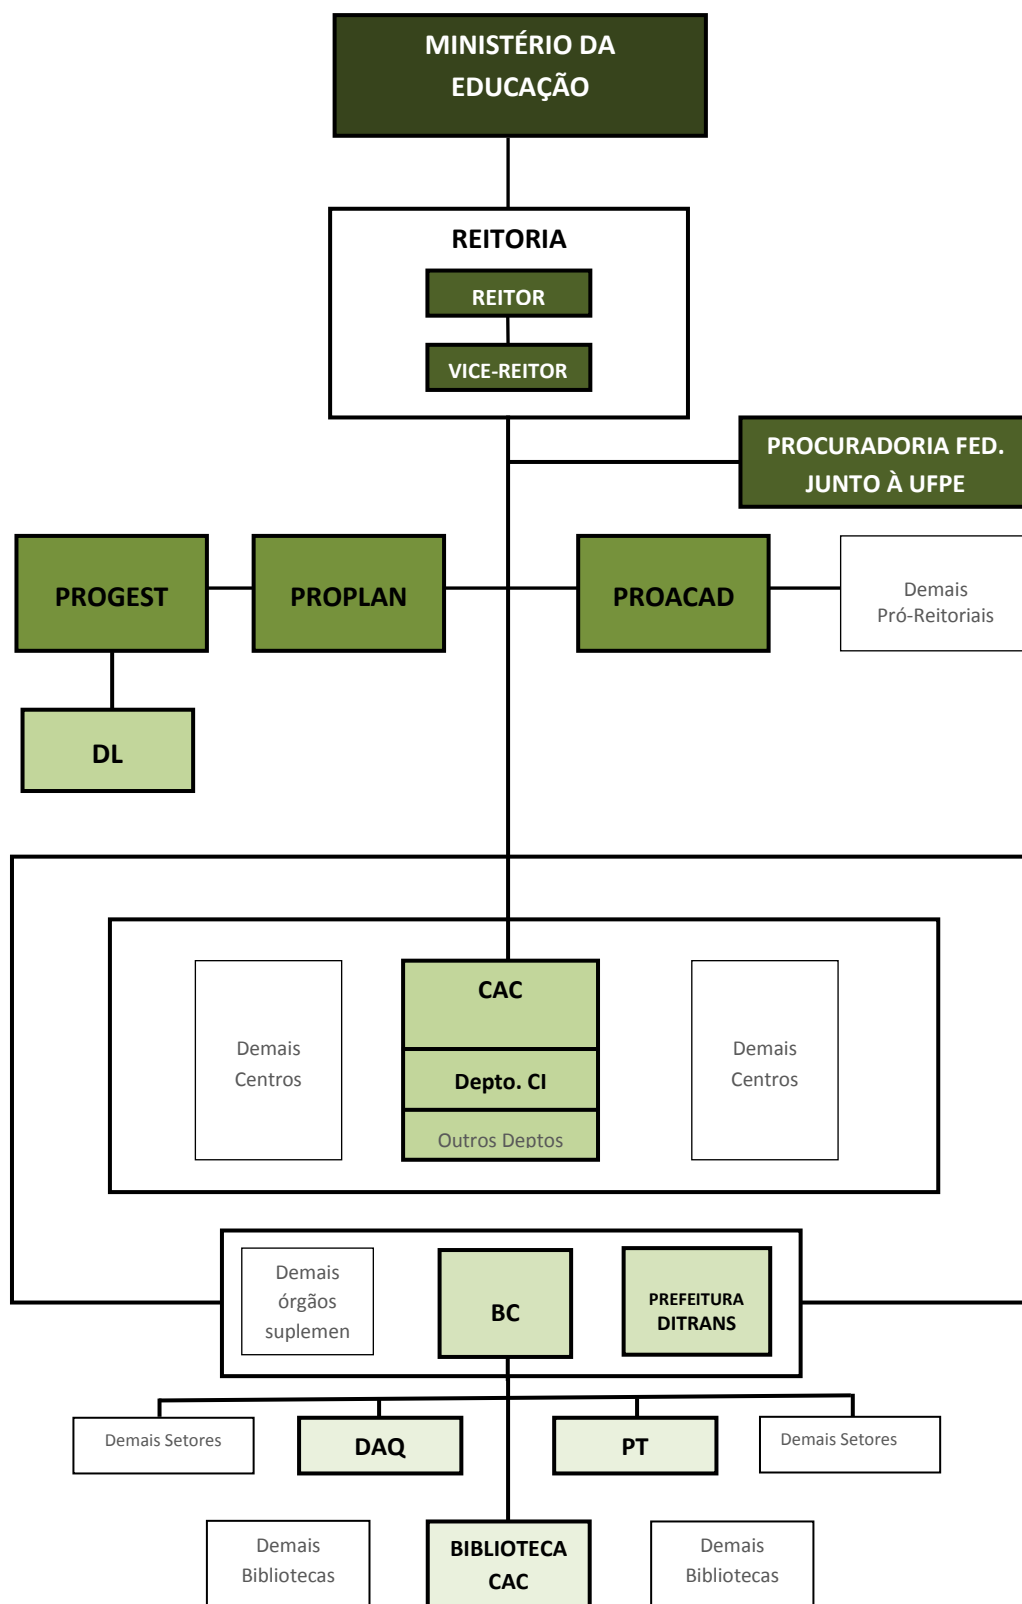 MINISTÉRIO DA
EDUCAÇÃO
REITORIA
REITOR
VICE-REITOR
PROCURADORIA FED.
JUNTO À UFPE
PROGEST
PROPLAN
PROACAD
Demais
Pró-Reitoriais
DL
Demais
Centros
CAC
Depto. CI
Outros Deptos
Demais
Centros
Demais
órgãos
suplemen
BC
PREFEITURA
DITRANS
Demais Setores
DAQ
PT
Demais Setores
Demais
Bibliotecas
BIBLIOTECA
CAC
Demais
Bibliotecas